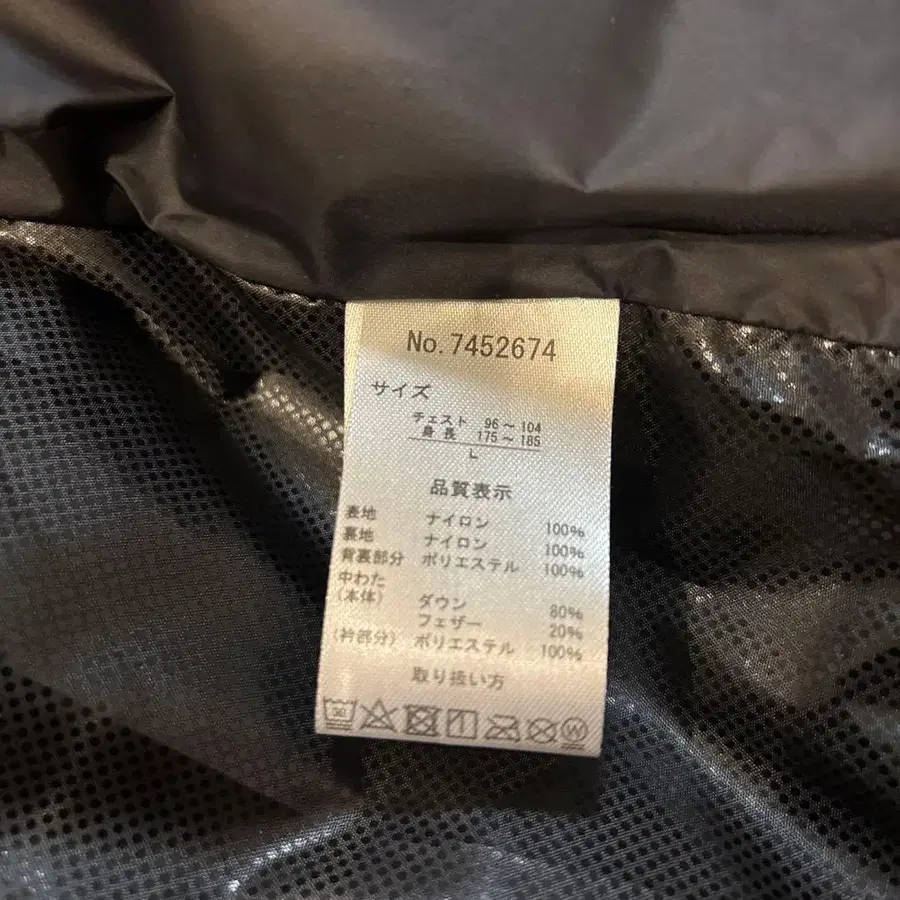 No. 7452674
サイズ
チェスト 96～104
身長 175～185
L
品質表示
表地 ナイロン 100%
裏地 ナイロン 100%
背裏部分 ポリエステル 100%
中わた
(本体) ダウン 80%
フェザー 20%
(衿部分) ポリエステル 100%
取り扱い方
30 W